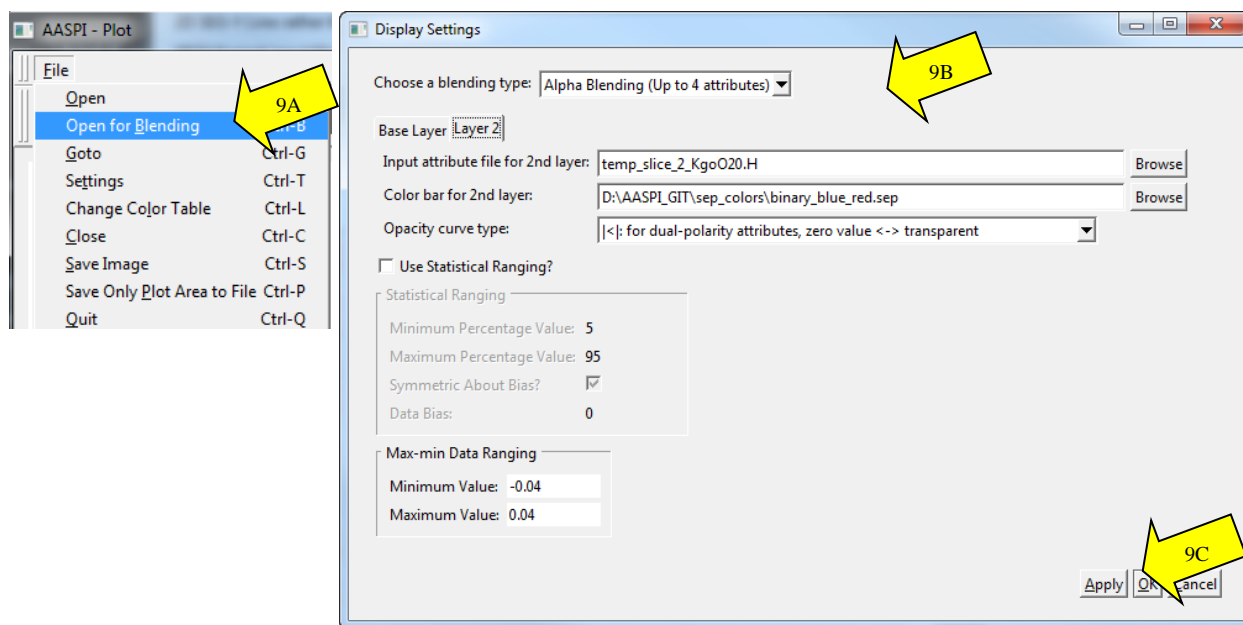 AASPI - Plot
File
Open
Open for Blending
Goto Ctrl-G
Settings Ctrl-T
Change Color Table Ctrl-L
Close Ctrl-C
Save Image Ctrl-S
Save Only Plot Area to File Ctrl-P
Quit Ctrl-Q
9A
Display Settings
9B
Choose a blending type: Alpha Blending (Up to 4 attributes)
Base Layer Layer 2
Input attribute file for 2nd layer: temp_slice_2_KgoO20.H Browse
Color bar for 2nd layer: D:\AASPI_GIT\sep_colors\binary_blue_red.sep Browse
Opacity curve type: |<|: for dual-polarity attributes, zero value <-> transparent
Use Statistical Ranging?
Statistical Ranging
Minimum Percentage Value: 5
Maximum Percentage Value: 95
Symmetric About Bias?
Data Bias: 0
Max-min Data Ranging
Minimum Value: -0.04
Maximum Value: 0.04
9C
Apply OK Cancel